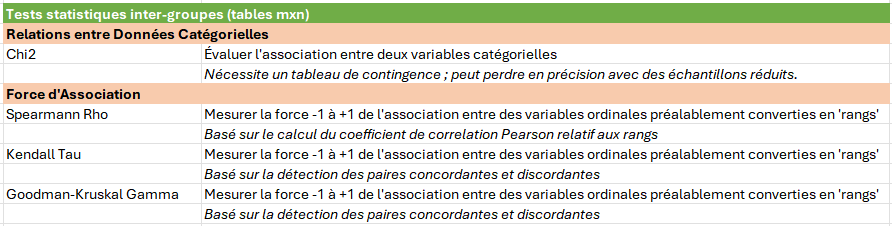 Tests statistiques inter-groupes (tables mxn)
Relations entre Données Catégorielles
Chi2 Évaluer l'association entre deux variables catégorielles
Nécessite un tableau de contingence ; peut perdre en précision avec des échantillons réduits.
Force d'Association
Spearmann Rho Mesurer la force -1 à +1 de l'association entre des variables ordinales préalablement converties en 'rangs'
Basé sur le calcul du coefficient de correlation Pearson relatif aux rangs
Kendall Tau Mesurer la force -1 à +1 de l'association entre des variables ordinales préalablement converties en 'rangs'
Basé sur la détection des paires concordantes et discordantes
Goodman-Kruskal Gamma Mesurer la force -1 à +1 de l'association entre des variables ordinales préalablement converties en 'rangs'
Basé sur la détection des paires concordantes et discordantes